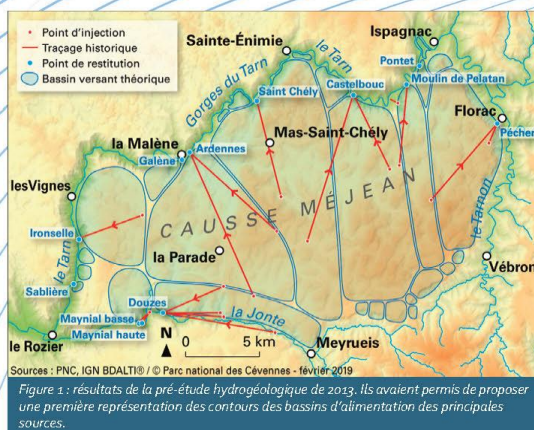 Point d'injection
Traçage historique
Point de restitution
Bassin versant théorique
Sainte-Énimie
le Tarn
Ispagnac
Pontet
Moulin de Pelatan
Castelbouc
Saint Chély
Gorges du Tarn
Florac
Pécher
Mas-Saint-Chély
la Malène
Ardennes
Galène
les Vignes
CAUSSE MÉJEAN
le Tarnon
Ironselle
la Parade
Vébron
le Tarn
Sablière
Douzes
Maynial basse
la Jonte
Maynial haute
le Rozier
N
0 5 km
Meyrueis
Sources : PNC, IGN BDALTI® / © Parc national des Cévennes - février 2019
Figure 1 : résultats de la pré-étude hydrogéologique de 2013. Ils avaient permis de proposer
une première représentation des contours des bassins d'alimentation des principales
sources.